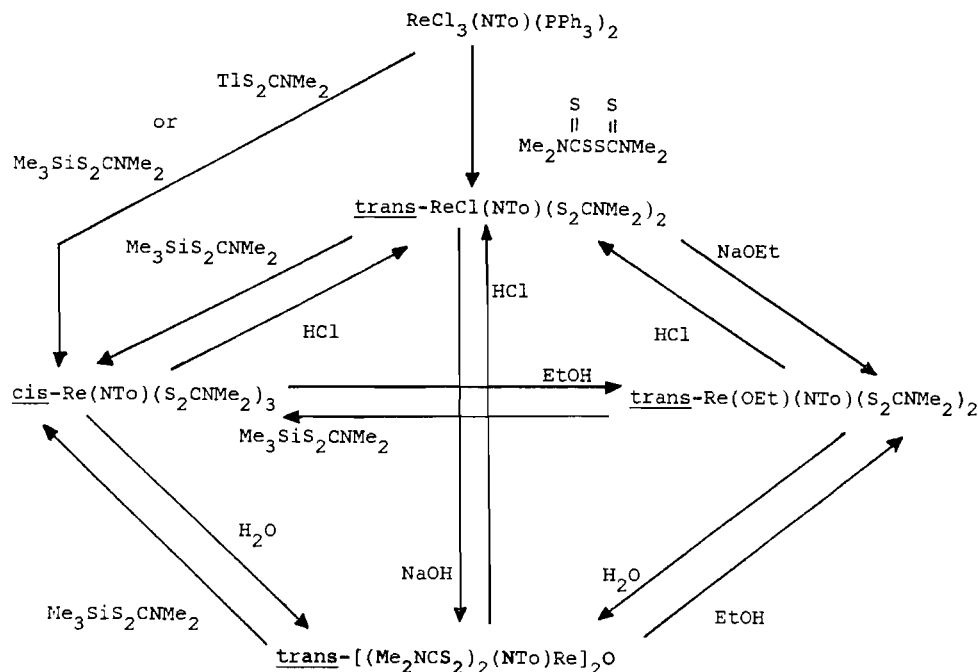 ReCl₃(NTo)(PPh₃)₂
TlS₂CNMe₂
or
Me₃SiS₂CNMe₂
S S
|| ||
Me₂NCSSCNMe₂
trans-ReCl(NTo)(S₂CNMe₂)₂
Me₃SiS₂CNMe₂
NaOEt
HCl
HCl
HCl
cis-Re(NTo)(S₂CNMe₂)₃
EtOH
trans-Re(OEt)(NTo)(S₂CNMe₂)₂
Me₃SiS₂CNMe₂
H₂O
NaOH
H₂O
Me₃SiS₂CNMe₂
EtOH
trans-[(Me₂NCS₂)₂(NTo)Re]₂O